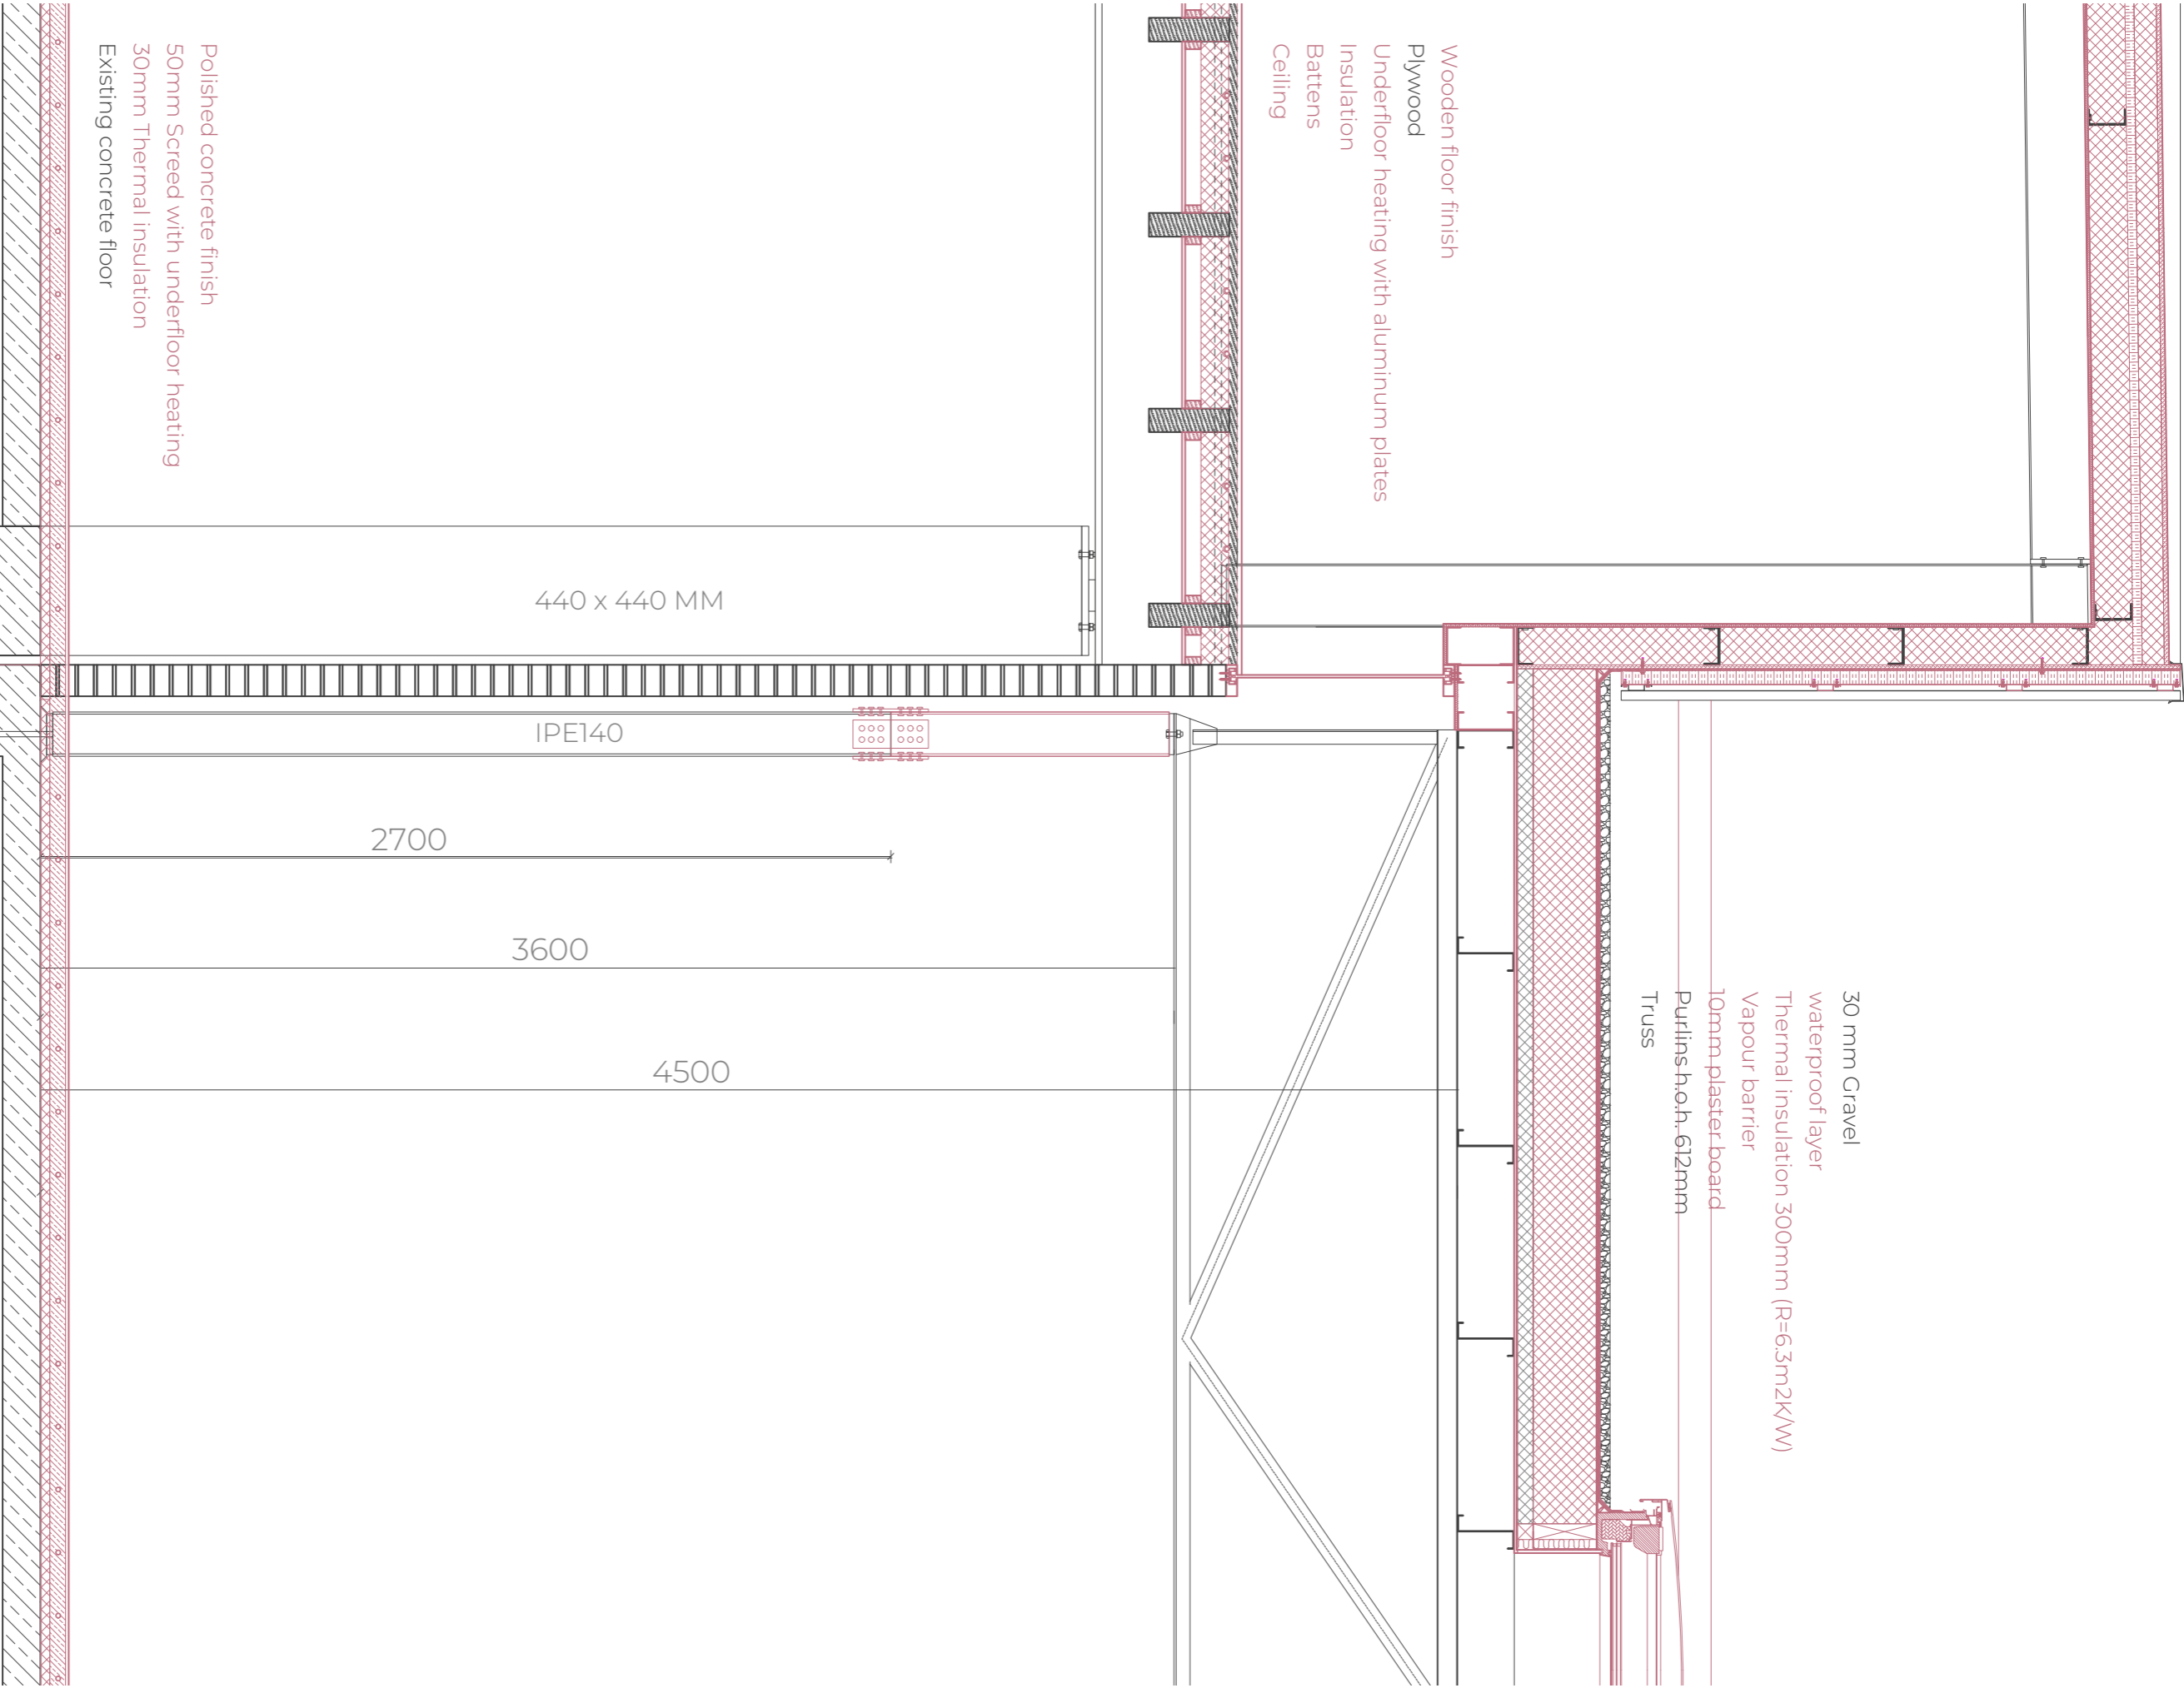 30 mm Gravel
waterproof layer
Thermal insulation 300mm (R=6.3m2K/W)
Vapour barrier
10mm plaster board
Purlins h.o.h. 612mm
Truss
Wooden floor finish
Plywood
Underfloor heating with aluminum plates
Insulation
Battens
Ceiling
Polished concrete finish
50mm Screed with underfloor heating
30mm Thermal insulation
Existing concrete floor
440 x 440 MM
IPE140
2700
3600
4500